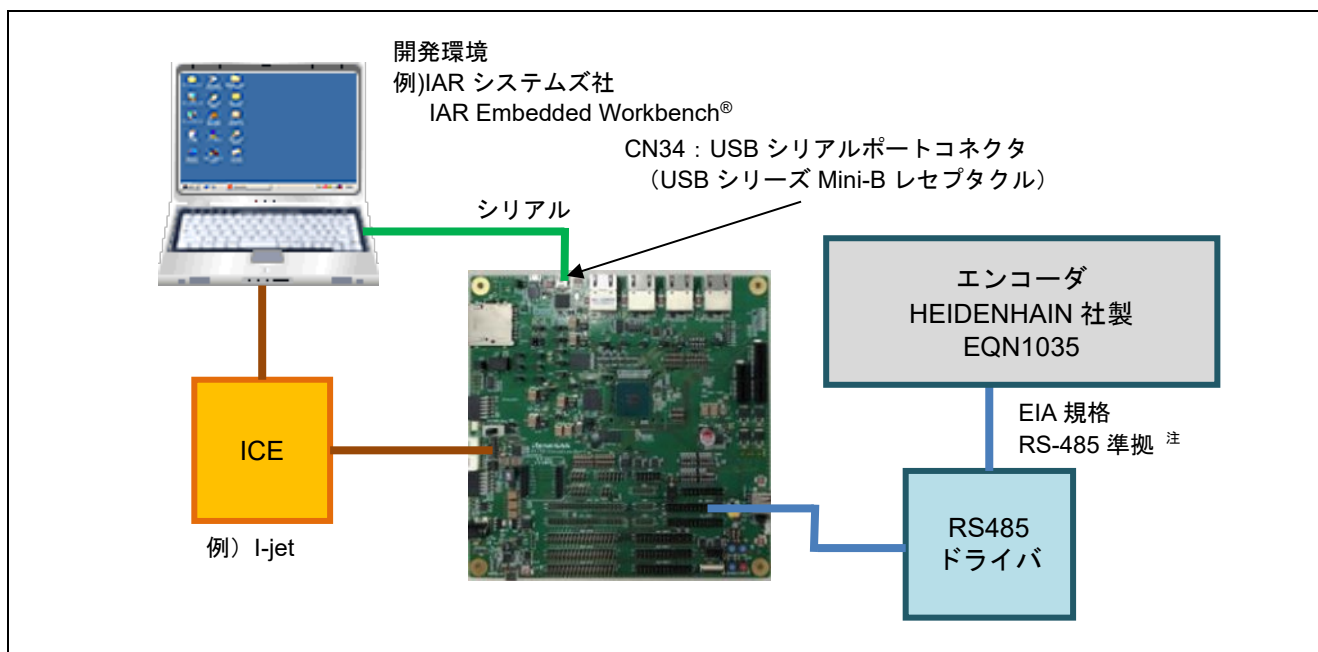 開発環境
例)IAR システムズ社
IAR Embedded Workbench®
CN34：USB シリアルポートコネクタ
（USB シリーズ Mini-B レセプタクル）
シリアル
エンコーダ
HEIDENHAIN 社製
EQN1035
EIA 規格
RS-485 準拠 注
ICE
例）I-jet
RS485
ドライバ